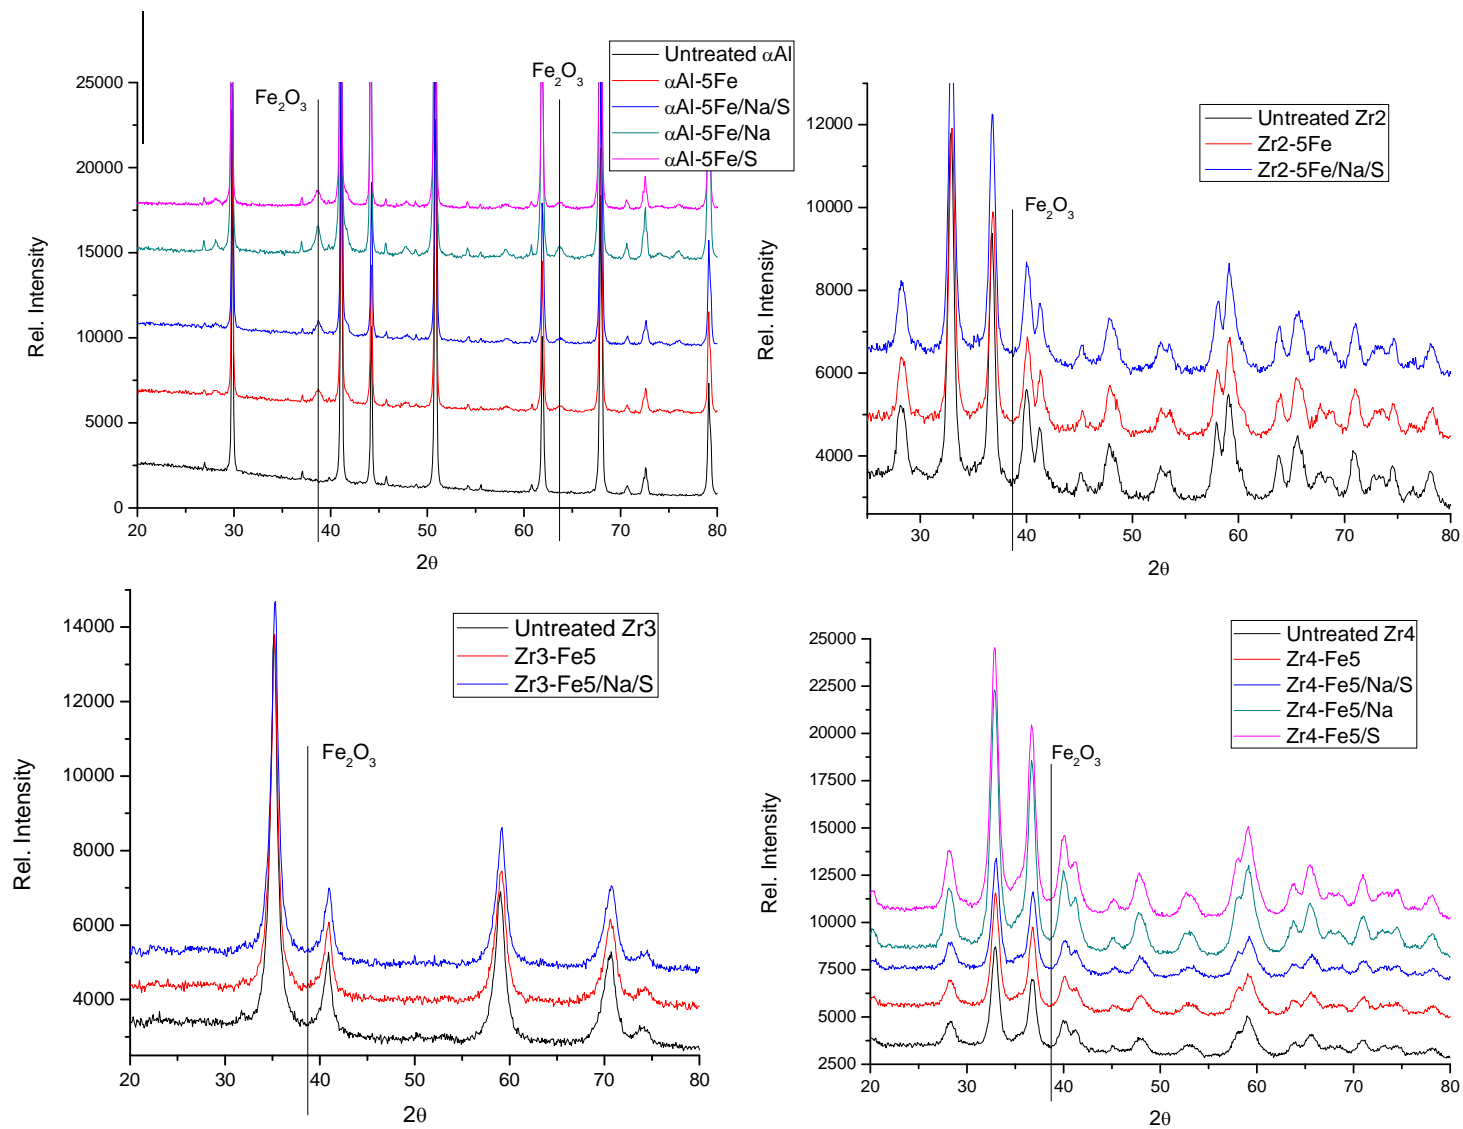 Untreated αAl
αAl-5Fe
αAl-5Fe/Na/S
αAl-5Fe/Na
αAl-5Fe/S
Fe2O3
Fe2O3
25000
20000
15000
10000
5000
0
Rel. Intensity
20 30 40 50 60 70 80
2θ
Untreated Zr2
Zr2-5Fe
Zr2-5Fe/Na/S
Fe2O3
12000
10000
8000
6000
4000
Rel. Intensity
30 40 50 60 70 80
2θ
Untreated Zr3
Zr3-Fe5
Zr3-Fe5/Na/S
Fe2O3
14000
12000
10000
8000
6000
4000
Rel. Intensity
20 30 40 50 60 70 80
2θ
Untreated Zr4
Zr4-Fe5
Zr4-Fe5/Na/S
Zr4-Fe5/Na
Zr4-Fe5/S
Fe2O3
25000
22500
20000
17500
15000
12500
10000
7500
5000
2500
Rel. Intensity
20 30 40 50 60 70 80
2θ